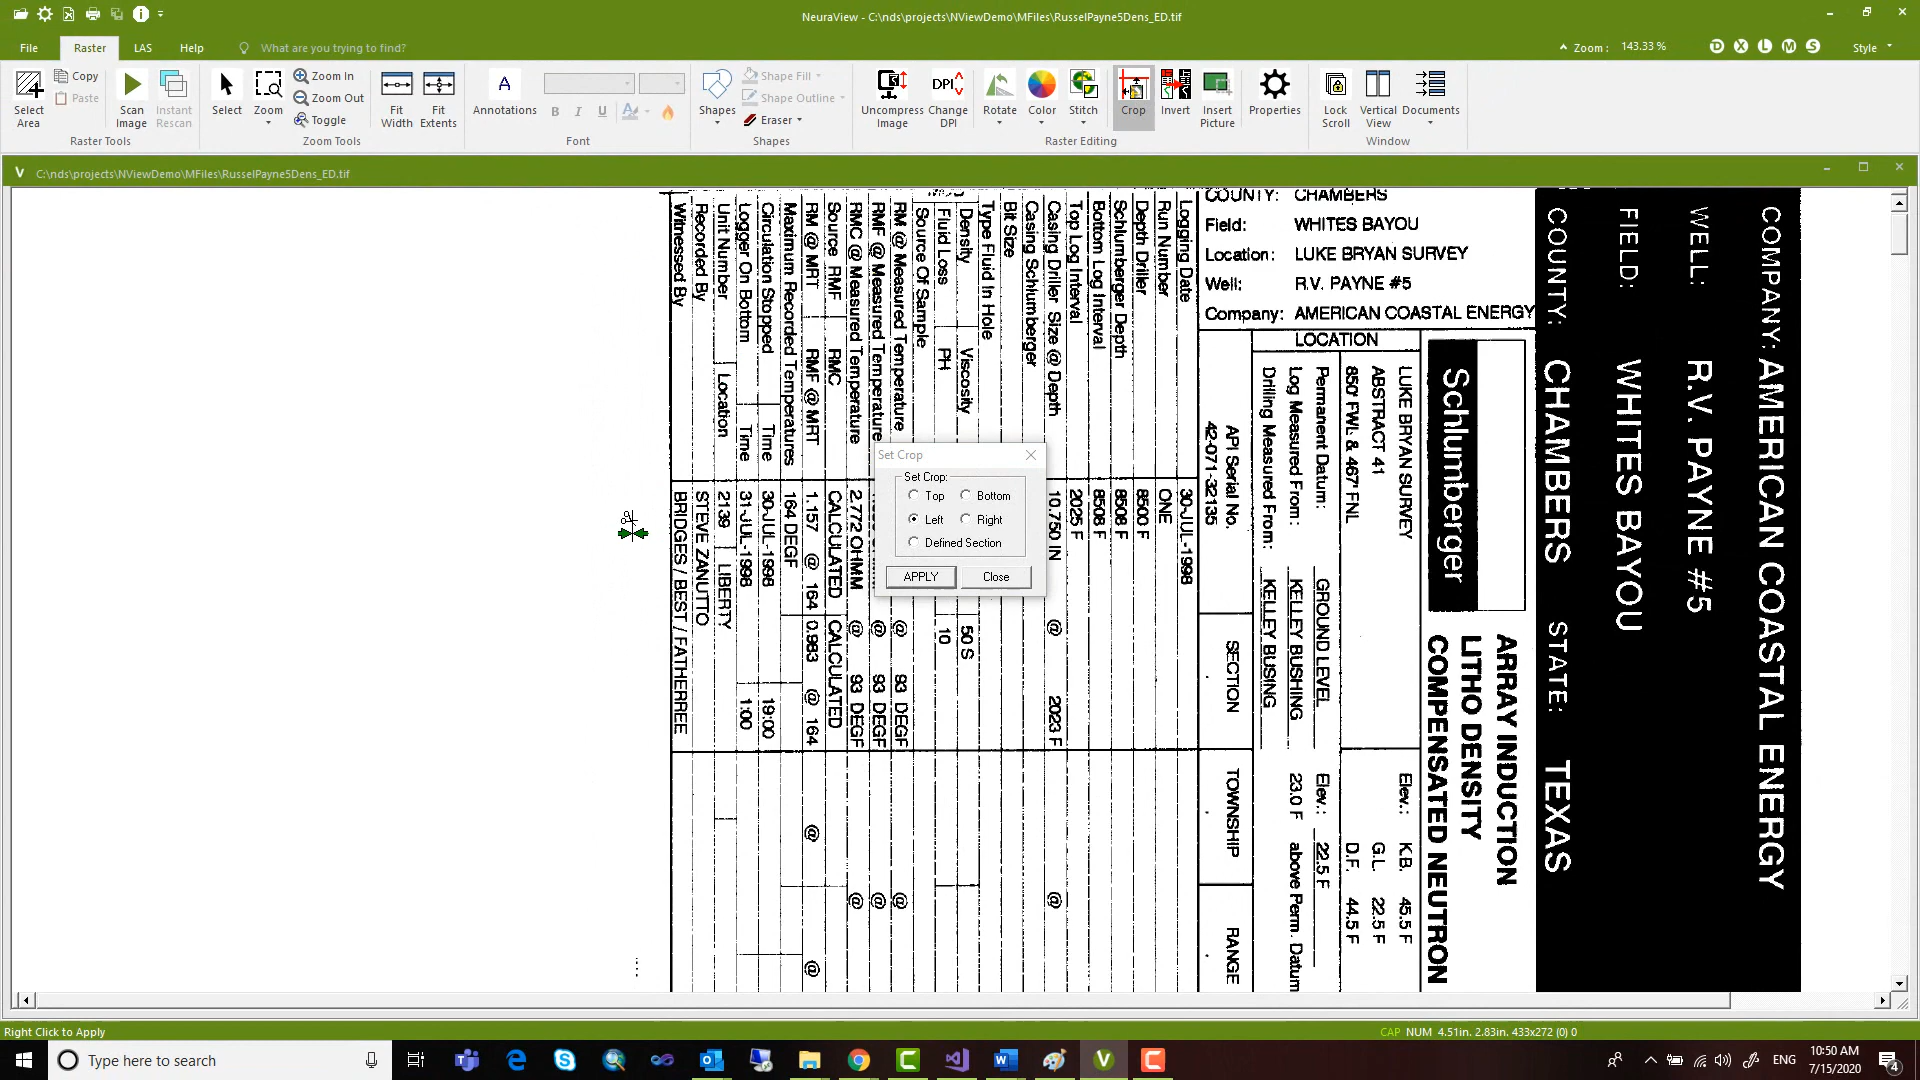 NeuraView - C:\nds\projects\NViewDemo\MFiles\RusselPayne5Dens_ED.tif
File
Raster
LAS
Help
What are you trying to find?
Zoom : 143.33 %
D X L M S
Style
Select Area
Copy
Paste
Scan Image
Instant Rescan
Raster Tools
Select
Zoom
Zoom In
Zoom Out
Toggle
Fit Width
Fit Extents
Zoom Tools
A
Annotations
B I U
Font
Shapes
Shape Fill
Shape Outline
Eraser
Shapes
Uncompress Image
DPI
Change DPI
Rotate
Color
Stitch
Crop
Invert
Insert Picture
Properties
Raster Editing
Lock Scroll
Vertical View
Documents
Window
V C:\nds\projects\NViewDemo\MFiles\RusselPayne5Dens_ED.tif
COMPANY: AMERICAN COASTAL ENERGY
WELL: R.V. PAYNE #5
FIELD: WHITES BAYOU
COUNTY: CHAMBERS STATE: TEXAS
COUNTY: CHAMBERS
Field: WHITES BAYOU
Location: LUKE BRYAN SURVEY
Well: R.V. PAYNE #5
Company: AMERICAN COASTAL ENERGY
LOCATION
Schlumberger
ARRAY INDUCTION
LITHO DENSITY
COMPENSATED NEUTRON
LUKE BRYAN SURVEY
ABSTRACT 41
850' FWL & 467' FNL
Elev.: K.B. 45.5 F
G.L. 22.5 F
D.F. 44.5 F
Permanent Datum: GROUND LEVEL Elev.: 22.5 F
Log Measured From: KELLEY BUSHING 23.0 F above Perm. Datum
Drilling Measured From: KELLEY BUSING
API Serial No.
42-071-32135
SECTION
TOWNSHIP
RANGE
Logging Date 30-JUL-1998
Run Number ONE
Depth Driller 8500 F
Schlumberger Depth 8508 F
Bottom Log Interval 8508 F
Top Log Interval 2025 F
Casing Driller Size @ Depth 10.750 IN @ 2023 F @
Casing Schlumberger
Bit Size
Type Fluid In Hole
Density Viscosity 50 S
Fluid Loss PH 10
Source Of Sample
RM @ Measured Temperature @ 93 DEGF @
RMF @ Measured Temperature @ 93 DEGF @
RMC @ Measured Temperature 2.772 OHMM @ 93 DEGF @
Source RMF RMC CALCULATED CALCULATED
RM @ MRT RMF @ MRT 1.157 @ 164 0.983 @ 164 @ @
Maximum Recorded Temperatures 164 DEGF
Circulation Stopped Time 30-JUL-1998 19:00
Logger On Bottom Time 31-JUL-1998 1:00
Unit Number Location 2139 LIBERTY
Recorded By STEVE ZANUTTO
Witnessed By BRIDGES / BEST / FATHERREE
Set Crop
Set Crop:
Top
Bottom
Left
Right
Defined Section
APPLY
Close
Right Click to Apply
CAP NUM 4.51in. 2.83in. 433x272 (0) 0
Type here to search
ENG
10:50 AM
7/15/2020
4